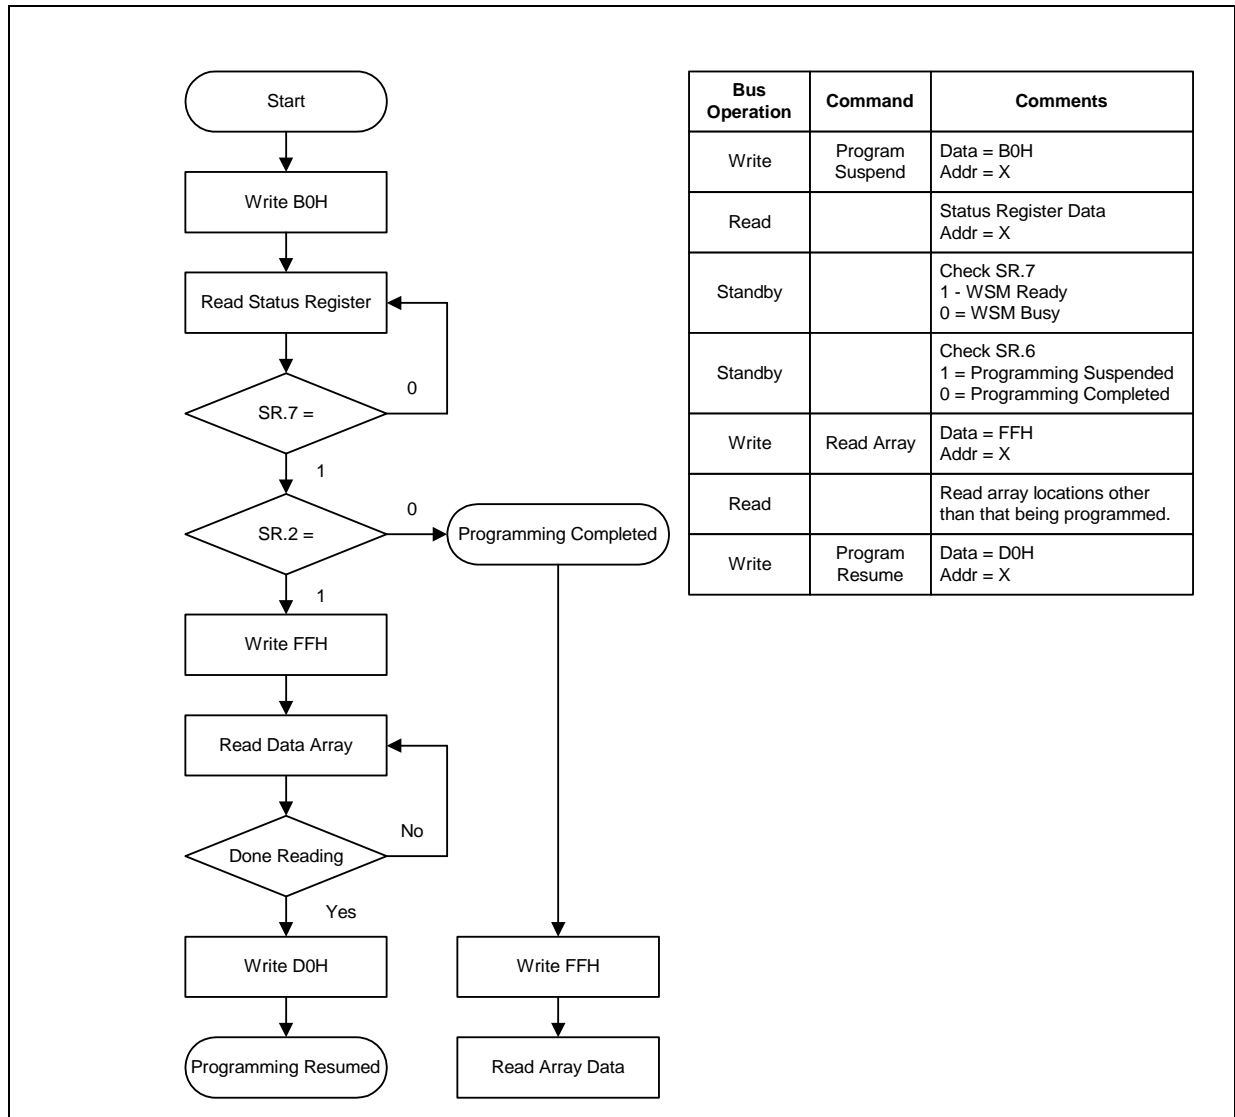 Start
Write B0H
Read Status Register
0
SR.7 =
1
0
SR.2 =
Programming Completed
1
Write FFH
Read Data Array
No
Done Reading
Yes
Write D0H
Write FFH
Programming Resumed
Read Array Data
Bus
Operation
Command
Comments
Write
Program
Suspend
Data = B0H
Addr = X
Read
Status Register Data
Addr = X
Standby
Check SR.7
1 - WSM Ready
0 = WSM Busy
Standby
Check SR.6
1 = Programming Suspended
0 = Programming Completed
Write
Read Array
Data = FFH
Addr = X
Read
Read array locations other
than that being programmed.
Write
Program
Resume
Data = D0H
Addr = X